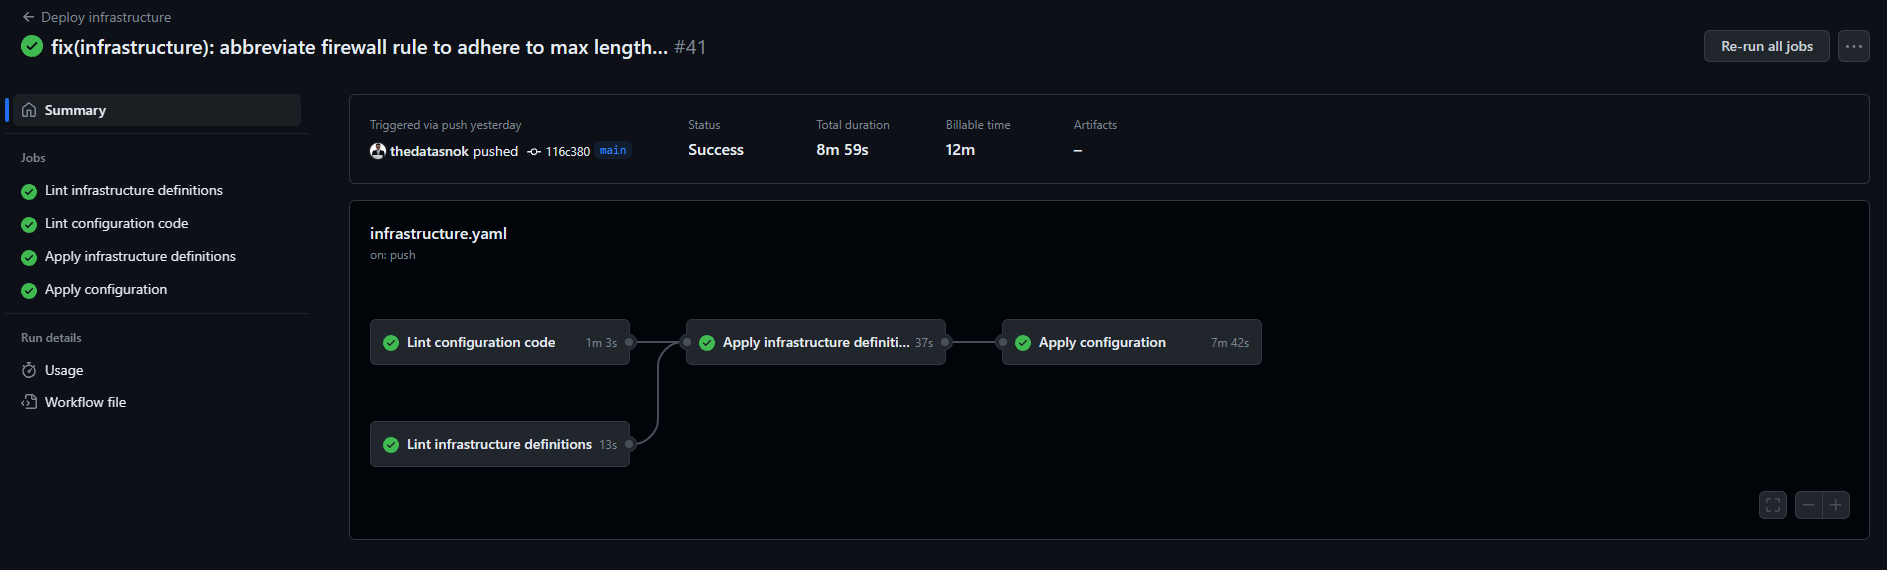 Deploy infrastructure
fix(infrastructure): abbreviate firewall rule to adhere to max length... #41
Re-run all jobs
Summary
Jobs
Lint infrastructure definitions
Lint configuration code
Apply infrastructure definitions
Apply configuration
Run details
Usage
Workflow file
Triggered via push yesterday
thedatasnok pushed 116c380 main
Status
Success
Total duration
8m 59s
Billable time
12m
Artifacts
–
infrastructure.yaml
on: push
Lint configuration code 1m 3s
Apply infrastructure definiti... 37s
Apply configuration 7m 42s
Lint infrastructure definitions 13s